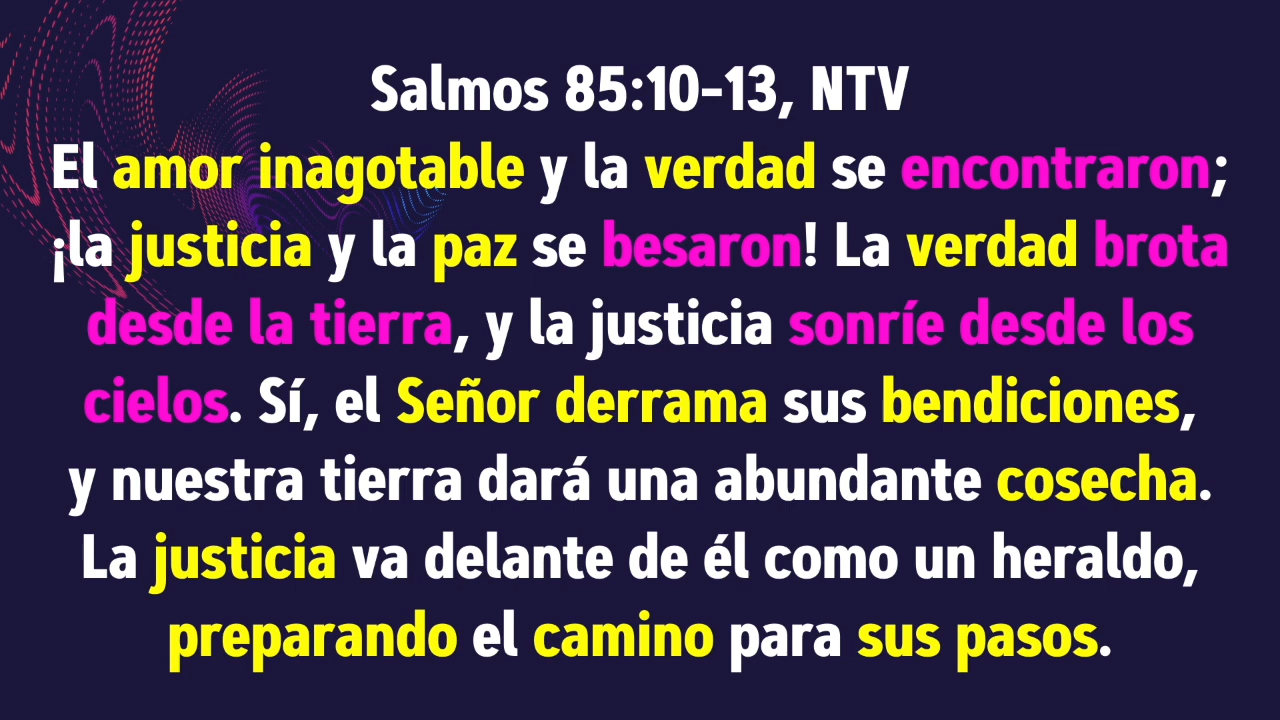 Salmos 85:10-13, NTV
El amor inagotable y la verdad se encontraron;
¡la justicia y la paz se besaron! La verdad brota
desde la tierra, y la justicia sonríe desde los
cielos. Sí, el Señor derrama sus bendiciones,
y nuestra tierra dará una abundante cosecha.
La justicia va delante de él como un heraldo,
preparando el camino para sus pasos.